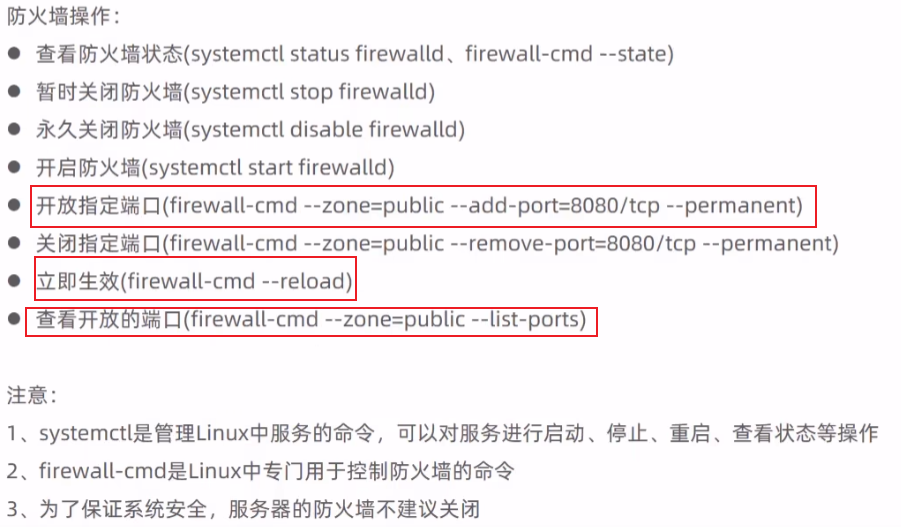 防火墙操作：
● 查看防火墙状态(systemctl status firewalld、firewall-cmd --state)
● 暂时关闭防火墙(systemctl stop firewalld)
● 永久关闭防火墙(systemctl disable firewalld)
● 开启防火墙(systemctl start firewalld)
● 开放指定端口(firewall-cmd --zone=public --add-port=8080/tcp --permanent)
● 关闭指定端口(firewall-cmd --zone=public --remove-port=8080/tcp --permanent)
● 立即生效(firewall-cmd --reload)
● 查看开放的端口(firewall-cmd --zone=public --list-ports)
注意：
1、systemctl是管理Linux中服务的命令，可以对服务进行启动、停止、重启、查看状态等操作
2、firewall-cmd是Linux中专门用于控制防火墙的命令
3、为了保证系统安全，服务器的防火墙不建议关闭